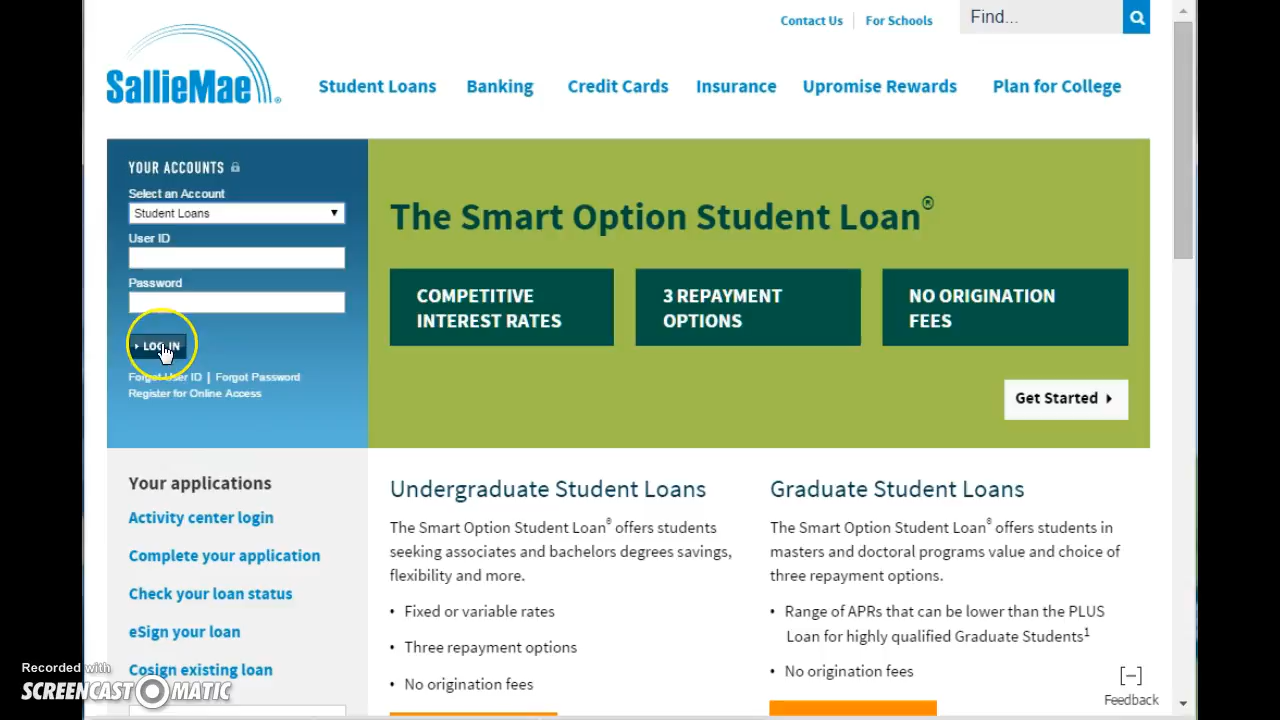 Contact Us
For Schools
Find...
SallieMae®
Student Loans
Banking
Credit Cards
Insurance
Upromise Rewards
Plan for College
YOUR ACCOUNTS
Select an Account
Student Loans
User ID
Password
LOG IN
Forgot User ID | Forgot Password
Register for Online Access
The Smart Option Student Loan®
COMPETITIVE
INTEREST RATES
3 REPAYMENT
OPTIONS
NO ORIGINATION
FEES
Get Started
Your applications
Activity center login
Complete your application
Check your loan status
eSign your loan
Cosign existing loan
Undergraduate Student Loans
The Smart Option Student Loan® offers students
seeking associates and bachelors degrees savings,
flexibility and more.
• Fixed or variable rates
• Three repayment options
• No origination fees
Graduate Student Loans
The Smart Option Student Loan® offers students in
masters and doctoral programs value and choice of
three repayment options.
• Range of APRs that can be lower than the PLUS
Loan for highly qualified Graduate Students¹
• No origination fees
[–]
Feedback
Recorded with
SCREENCAST-O-MATIC